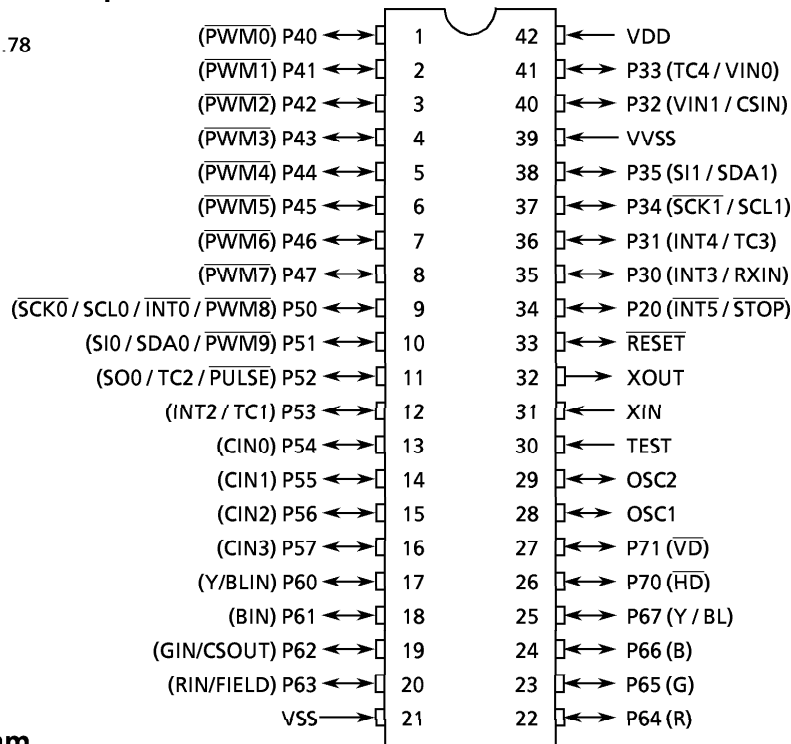 .78
(PWM0) P40 1 42 VDD
(PWM1) P41 2 41 P33 (TC4 / VIN0)
(PWM2) P42 3 40 P32 (VIN1 / CSIN)
(PWM3) P43 4 39 VVSS
(PWM4) P44 5 38 P35 (SI1 / SDA1)
(PWM5) P45 6 37 P34 (SCK1 / SCL1)
(PWM6) P46 7 36 P31 (INT4 / TC3)
(PWM7) P47 8 35 P30 (INT3 / RXIN)
(SCK0 / SCL0 / INT0 / PWM8) P50 9 34 P20 (INT5 / STOP)
(SI0 / SDA0 / PWM9) P51 10 33 RESET
(SO0 / TC2 / PULSE) P52 11 32 XOUT
(INT2 / TC1) P53 12 31 XIN
(CIN0) P54 13 30 TEST
(CIN1) P55 14 29 OSC2
(CIN2) P56 15 28 OSC1
(CIN3) P57 16 27 P71 (VD)
(Y/BLIN) P60 17 26 P70 (HD)
(BIN) P61 18 25 P67 (Y / BL)
(GIN/CSOUT) P62 19 24 P66 (B)
(RIN/FIELD) P63 20 23 P65 (G)
VSS 21 22 P64 (R)